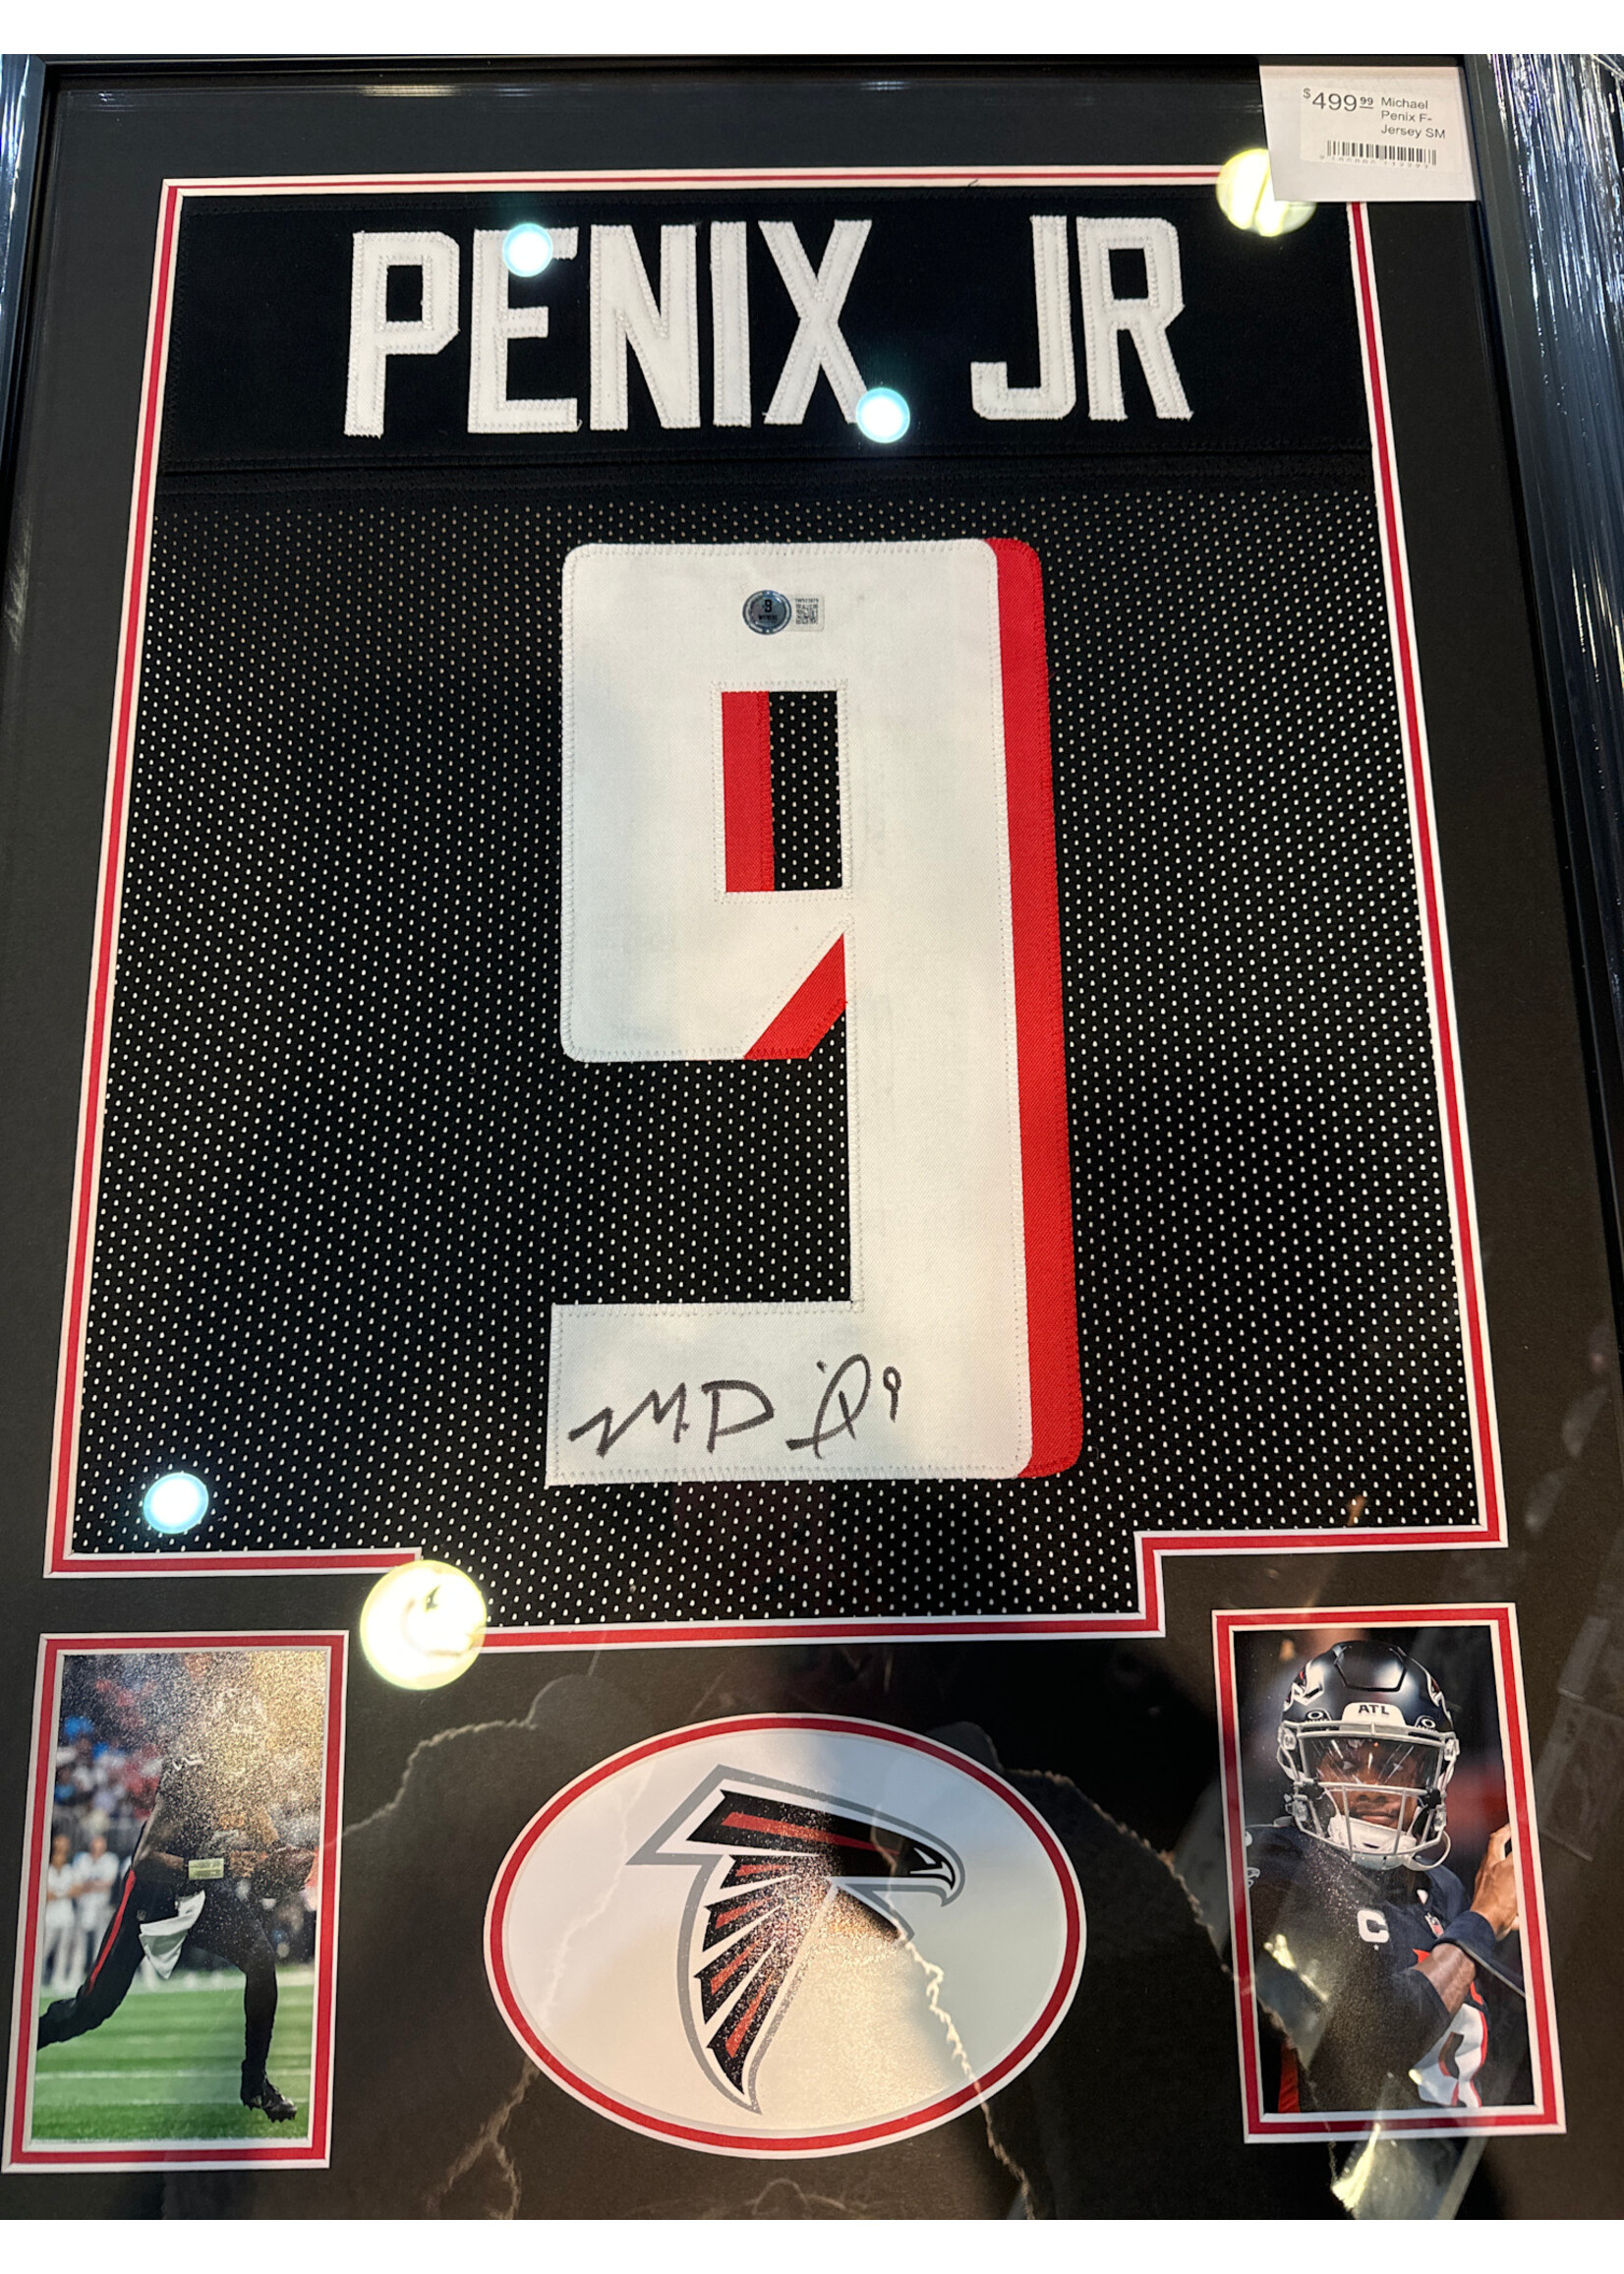 $499.99 Michael
Penix F-
Jersey SM
PENIX JR
9
ATL
C